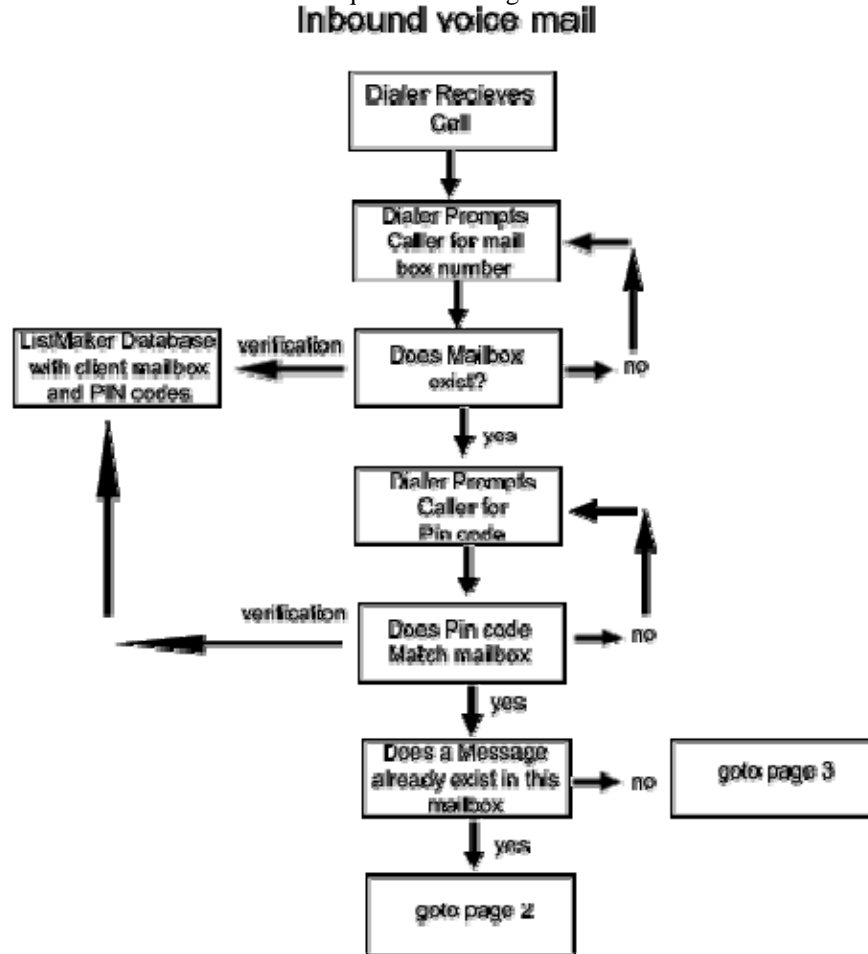 Inbound voice mail
Dialer Recieves
Call
Dialer Prompts
Caller for mail
box number
ListMaker Database
with client mailbox
and PIN codes
verification
Does Mailbox
exist?
no
yes
Dialer Prompts
Caller for
Pin code
verification
Does Pin code
Match mailbox
no
yes
Does a Message
already exist in this
mailbox
no
goto page 3
yes
goto page 2